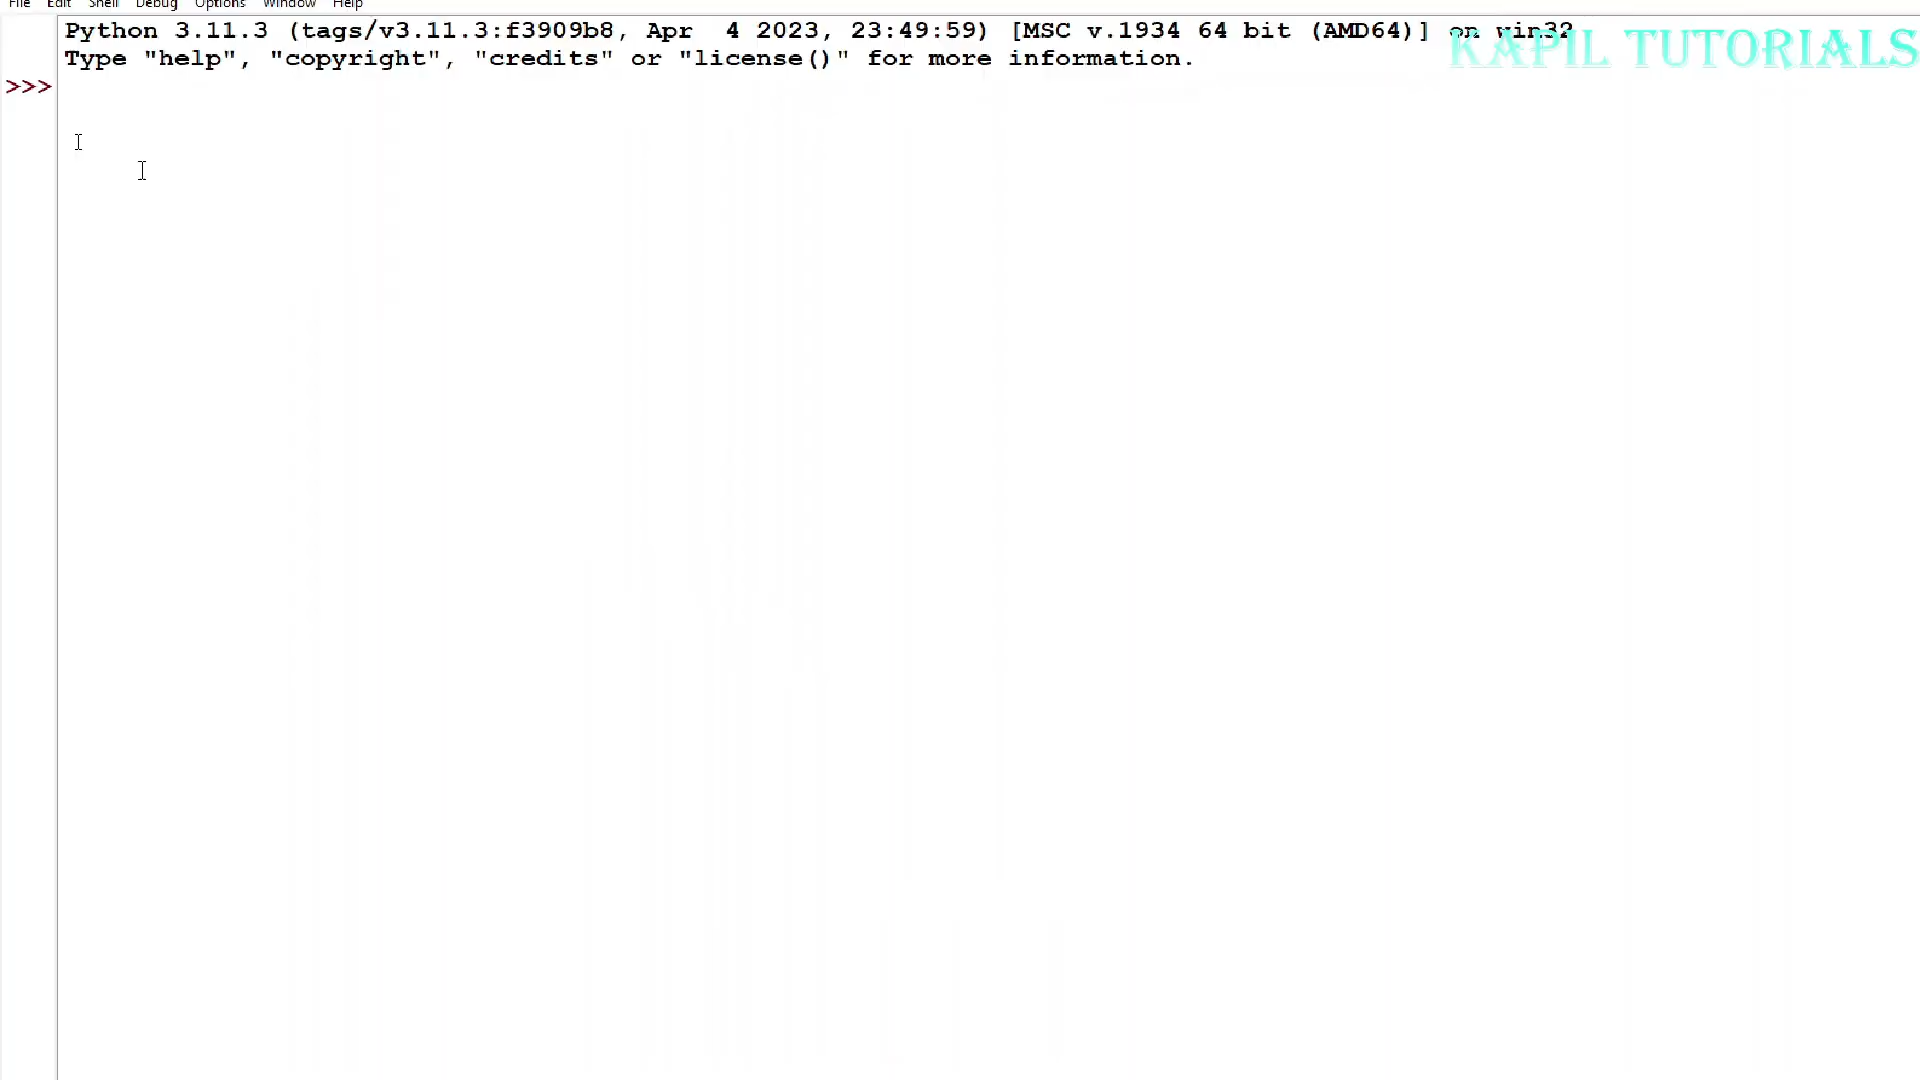 File Edit Shell Debug Options Window Help
Python 3.11.3 (tags/v3.11.3:f3909b8, Apr  4 2023, 23:49:59) [MSC v.1934 64 bit (AMD64)] on win32
KAPIL TUTORIALS
Type "help", "copyright", "credits" or "license()" for more information.
>>>